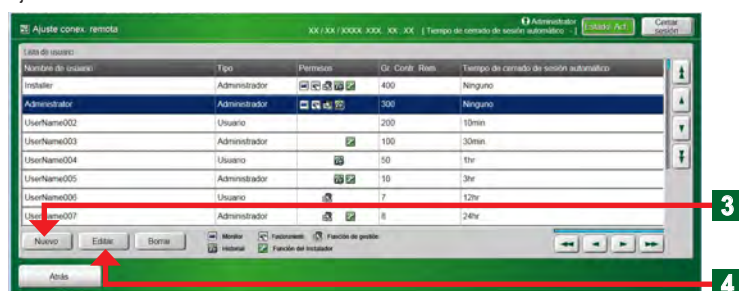 Ajuste conex. remota
XX / XX / XXXX XXX, XX : XX [ Tiempo de cerrado de sesión automático : - ]
Administrator
Estado Act.
Cerrar sesión
Lista de usuario
Nombre de usuario Tipo Permisos Gr. Contr. Rem. Tiempo de cerrado de sesión automático
Installer Administrador 400 Ninguno
Administrator Administrador 300 Ninguno
UserName002 Usuario 200 10min
UserName003 Administrador 100 30min
UserName004 Usuario 50 1hr
UserName005 Administrador 10 3hr
UserName006 Usuario 7 12hr
UserName007 Administrador 8 24hr
3
Nuevo Editar Borrar
Monitor Funcionamient. Función de gestión
Historial Función del Instalador
Atrás
4